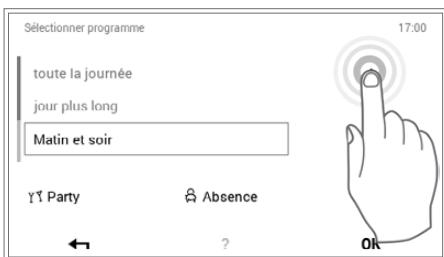 Sélectionner programme 17:00
toute la journée
jour plus long
Matin et soir
Party Absence
? OK